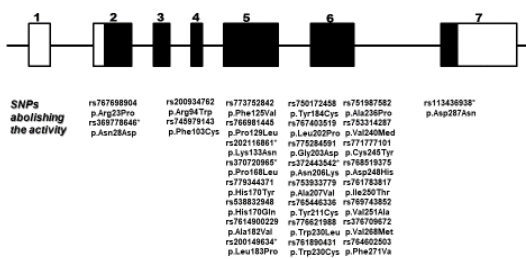 1 2 3 4 5 6 7
SNPs abolishing the activity
rs767698904
p.Arg23Pro
rs369778646*
p.Asn28Asp
rs200934762
p.Arg94Trp
rs745979143
p.Phe103Cys
rs773752842
p.Phe125Val
rs766981445
p.Pro129Leu
rs202116861*
p.Lys133Asn
rs370720965*
p.Pro168Leu
rs779344371
p.His170Tyr
rs538832948
p.His170Gln
rs7614900229
p.Ala182Val
rs200149634*
p.Leu183Pro
rs750172458
p.Tyr184Cys
rs767403519
p.Leu202Pro
rs775284591
p.Gly203Asp
rs372443542*
p.Asn206Lys
rs753933779
p.Ala207Val
rs765446336
p.Tyr211Cys
rs776621988
p.Trp230Leu
rs761890431
p.Trp230Cys
rs751987582
p.Ala236Pro
rs753314287
p.Val240Met
rs771777101
p.Cys245Tyr
rs768519375
p.Asp248His
rs761783817
p.Ile250Thr
rs769743852
p.Val251Ala
rs376709672
p.Val268Met
rs764602503
p.Phe271Va
rs113436938*
p.Asp287Asn